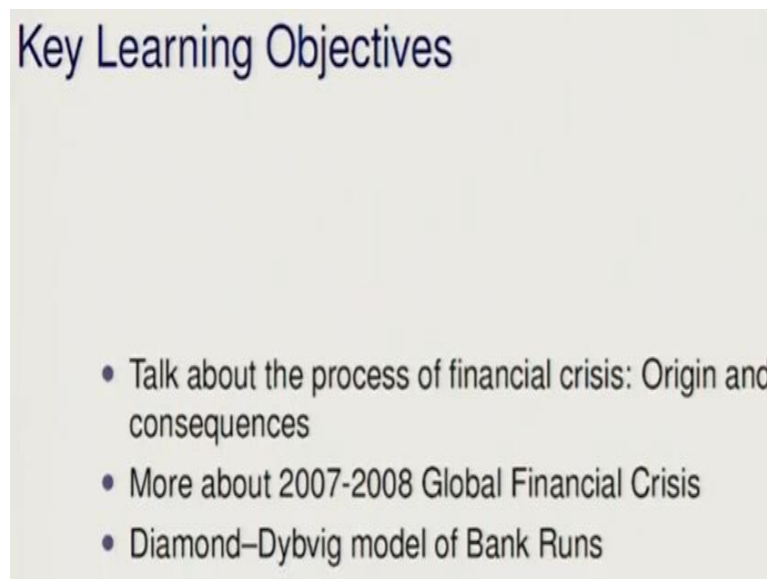 Key Learning Objectives
• Talk about the process of financial crisis: Origin and
consequences
• More about 2007-2008 Global Financial Crisis
• Diamond–Dybvig model of Bank Runs